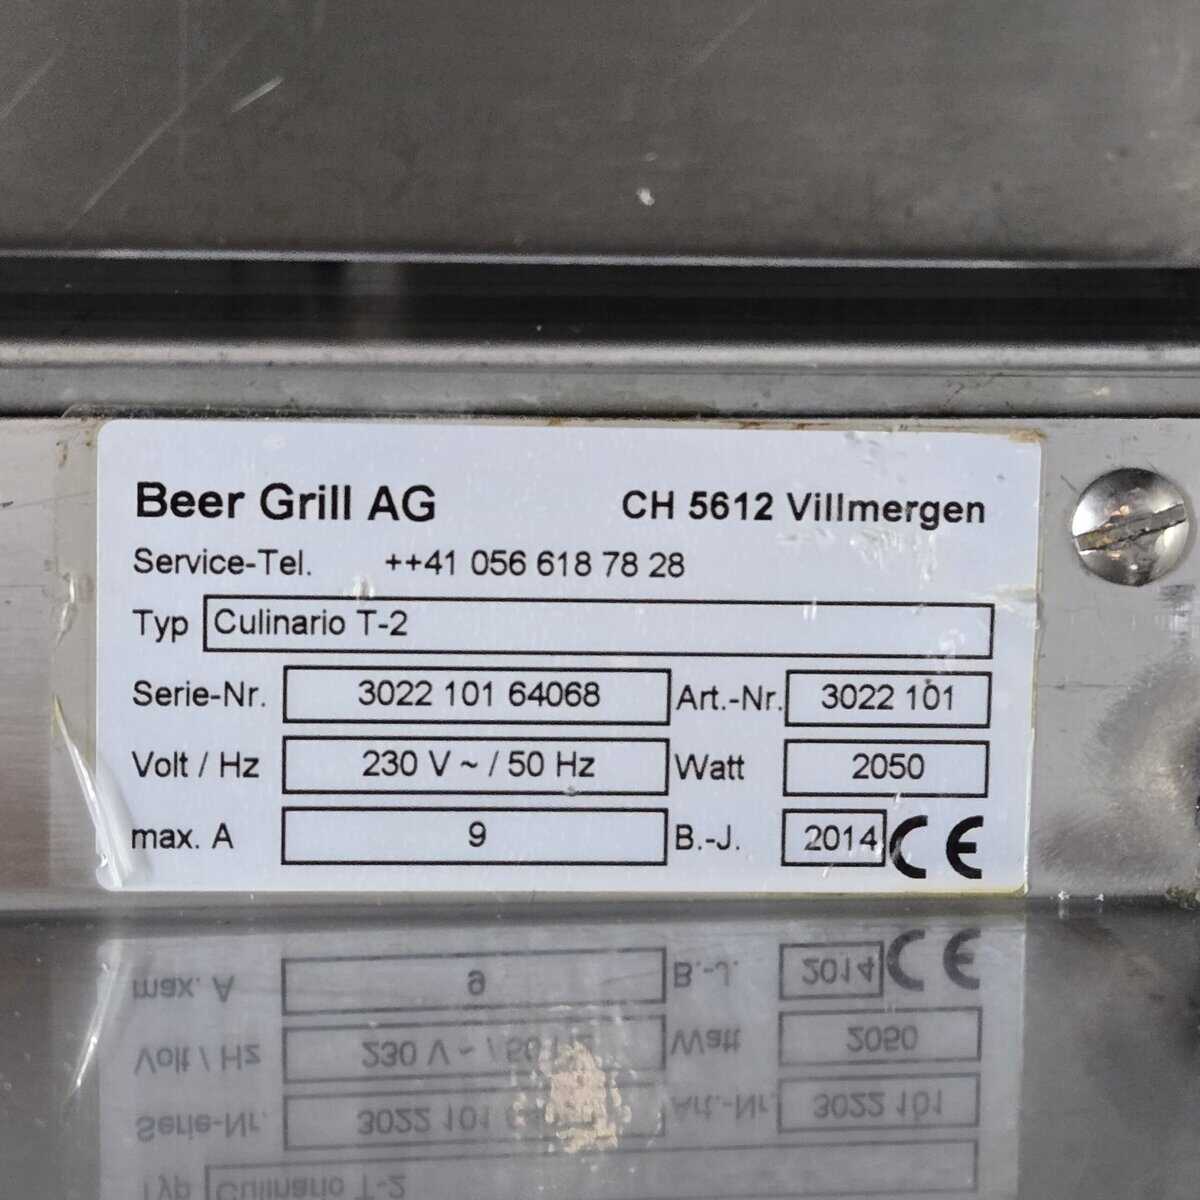 Beer Grill AG CH 5612 Villmergen
Service-Tel. ++41 056 618 78 28
Typ Culinario T-2
Serie-Nr. 3022 101 64068 Art.-Nr. 3022 101
Volt / Hz 230 V ~ / 50 Hz Watt 2050
max. A 9 B.-J. 2014 CE